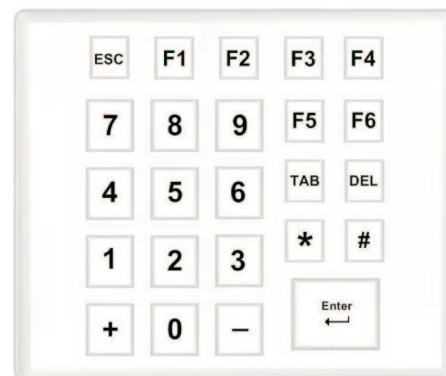 ESC F1 F2 F3 F4
7 8 9 F5 F6
4 5 6 TAB DEL
1 2 3 * #
+ 0 – Enter